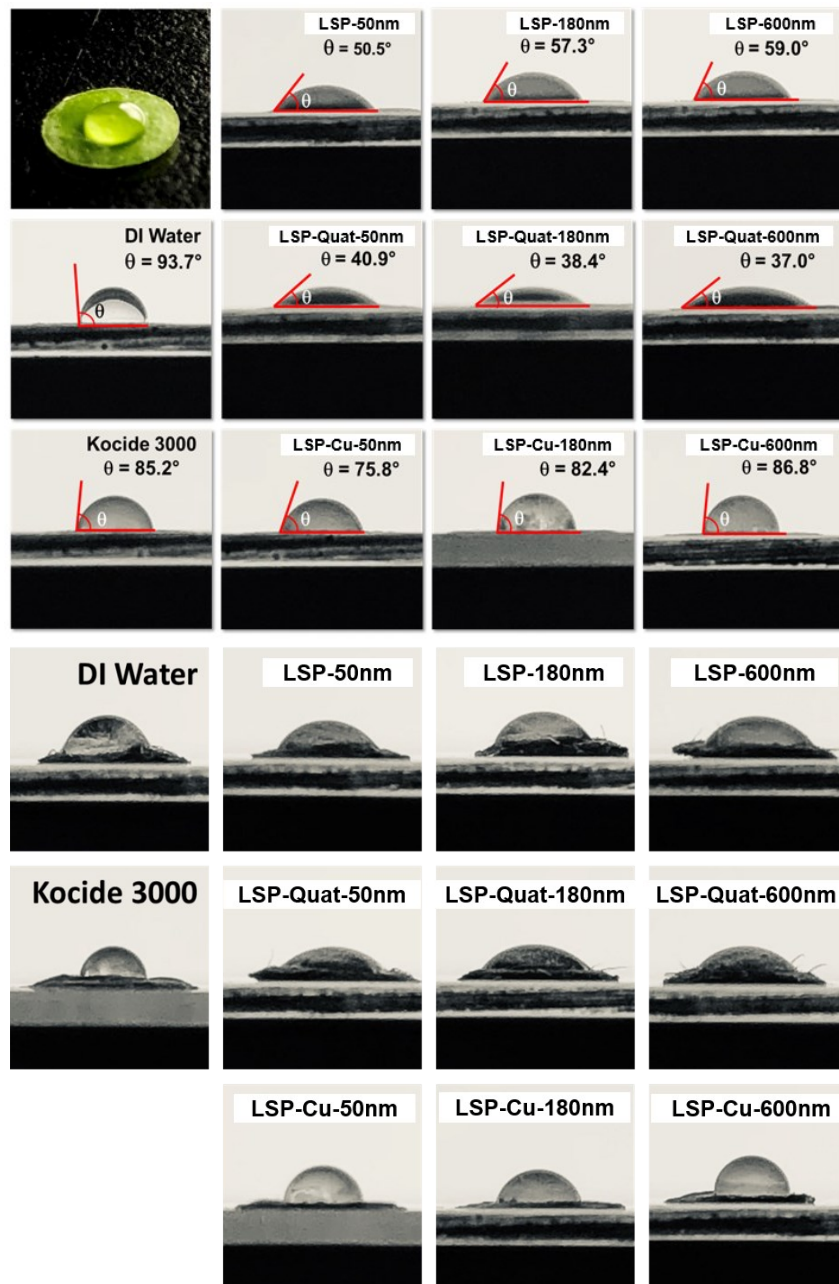 LSP-50nm
θ = 50.5°
θ
LSP-180nm
θ = 57.3°
θ
LSP-600nm
θ = 59.0°
θ
DI Water
θ = 93.7°
θ
LSP-Quat-50nm
θ = 40.9°
θ
LSP-Quat-180nm
θ = 38.4°
θ
LSP-Quat-600nm
θ = 37.0°
θ
Kocide 3000
θ = 85.2°
θ
LSP-Cu-50nm
θ = 75.8°
θ
LSP-Cu-180nm
θ = 82.4°
θ
LSP-Cu-600nm
θ = 86.8°
θ
DI Water
LSP-50nm
LSP-180nm
LSP-600nm
Kocide 3000
LSP-Quat-50nm
LSP-Quat-180nm
LSP-Quat-600nm
LSP-Cu-50nm
LSP-Cu-180nm
LSP-Cu-600nm